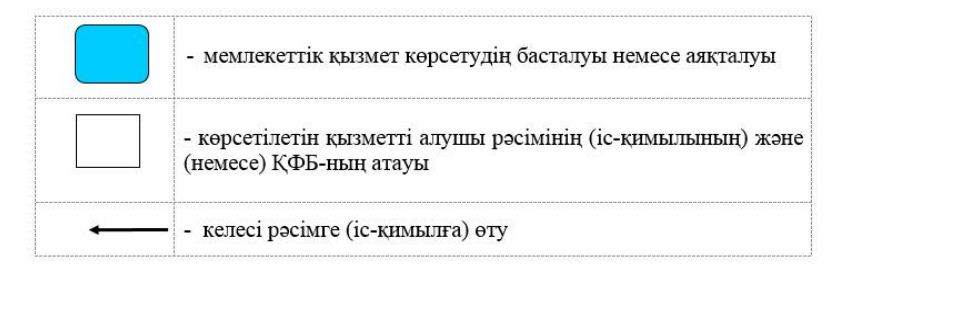 - мемлекеттік қызмет көрсетудің басталуы немесе аяқталуы
- көрсетілетін қызметті алушы рәсімінің (іс-қимылының) және
(немесе) ҚФБ-ның атауы
- келесі рәсімге (іс-қимылға) өту